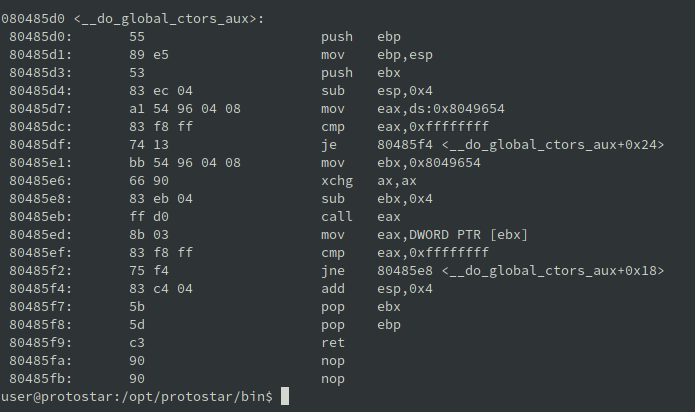 080485d0 <__do_global_ctors_aux>:
80485d0: 55 push ebp
80485d1: 89 e5 mov ebp,esp
80485d3: 53 push ebx
80485d4: 83 ec 04 sub esp,0x4
80485d7: a1 54 96 04 08 mov eax,ds:0x8049654
80485dc: 83 f8 ff cmp eax,0xffffffff
80485df: 74 13 je 80485f4 <__do_global_ctors_aux+0x24>
80485e1: bb 54 96 04 08 mov ebx,0x8049654
80485e6: 66 90 xchg ax,ax
80485e8: 83 eb 04 sub ebx,0x4
80485eb: ff d0 call eax
80485ed: 8b 03 mov eax,DWORD PTR [ebx]
80485ef: 83 f8 ff cmp eax,0xffffffff
80485f2: 75 f4 jne 80485e8 <__do_global_ctors_aux+0x18>
80485f4: 83 c4 04 add esp,0x4
80485f7: 5b pop ebx
80485f8: 5d pop ebp
80485f9: c3 ret
80485fa: 90 nop
80485fb: 90 nop
user@protostar:/opt/protostar/bin$